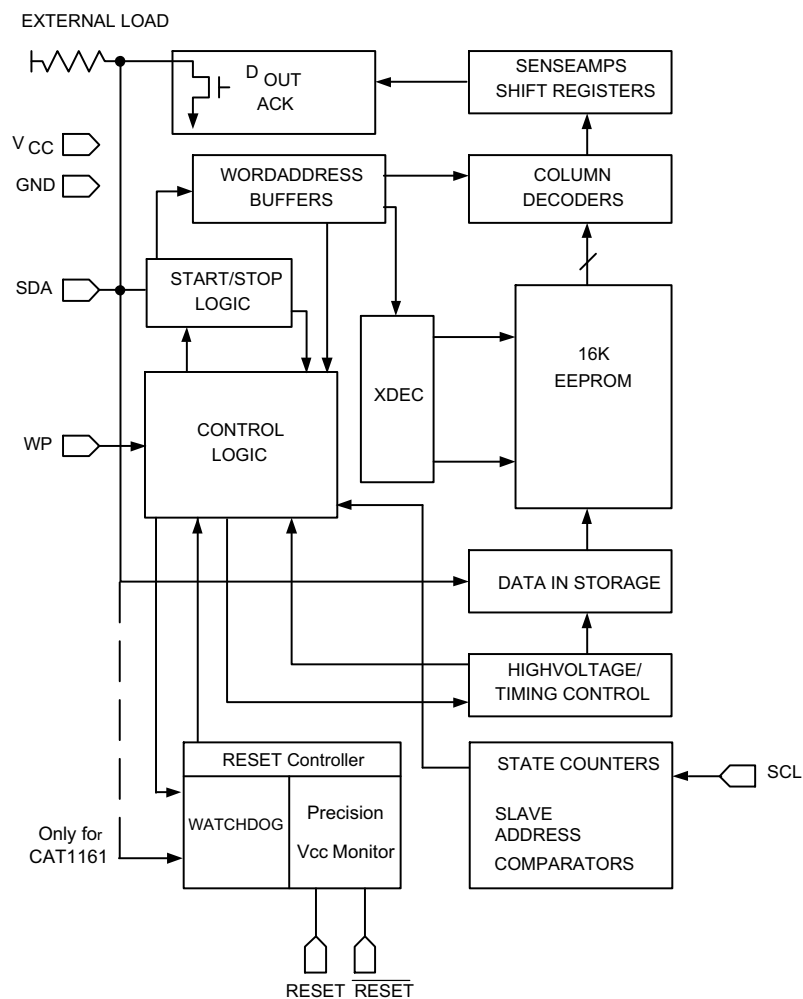 EXTERNAL LOAD
D OUT
ACK
SENSEAMPS
SHIFT REGISTERS
V CC
GND
WORDADDRESS
BUFFERS
COLUMN
DECODERS
SDA
START/STOP
LOGIC
XDEC
16K
EEPROM
WP
CONTROL
LOGIC
DATA IN STORAGE
HIGHVOLTAGE/
TIMING CONTROL
RESET Controller
WATCHDOG
Precision
Vcc Monitor
STATE COUNTERS
SLAVE
ADDRESS
COMPARATORS
SCL
Only for
CAT1161
RESET
RESET